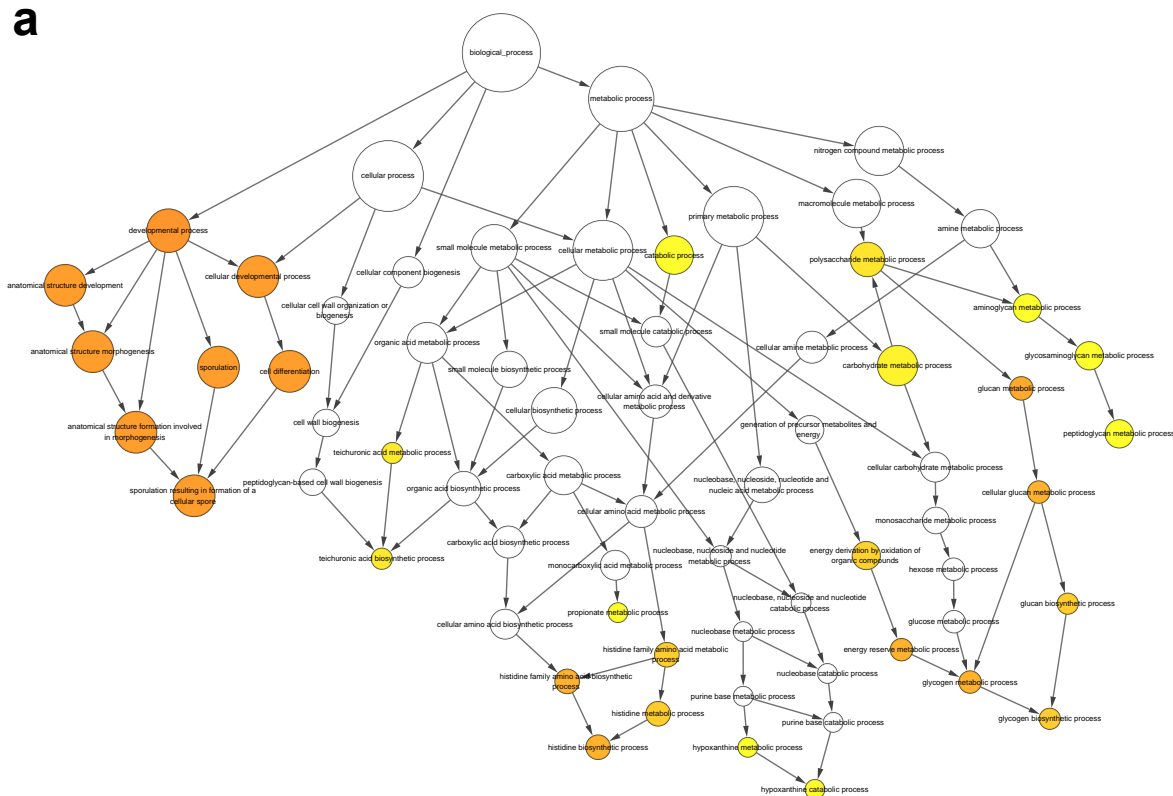 a
biological_process
metabolic process
nitrogen compound metabolic process
cellular process
macromolecule metabolic process
primary metabolic process
amine metabolic process
developmental process
small molecule metabolic process
cellular metabolic process
catabolic process
polysaccharide metabolic process
cellular developmental process
cellular component biogenesis
anatomical structure development
cellular cell wall organization or
biogenesis
aminoglycan metabolic process
small molecule catabolic process
organic acid metabolic process
cellular amine metabolic process
anatomical structure morphogenesis
glycosaminoglycan metabolic process
sporulation
cell differentiation
small molecule biosynthetic process
carbohydrate metabolic process
glucan metabolic process
cellular amino acid and derivative
metabolic process
cellular biosynthetic process
cell wall biogenesis
anatomical structure formation involved
in morphogenesis
generation of precursor metabolites and
energy
peptidoglycan metabolic process
teichuronic acid metabolic process
cellular carbohydrate metabolic process
carboxylic acid metabolic process
peptidoglycan-based cell wall biogenesis
organic acid biosynthetic process
nucleobase, nucleoside, nucleotide and
nucleic acid metabolic process
sporulation resulting in formation of a
cellular spore
cellular glucan metabolic process
cellular amino acid metabolic process
monosaccharide metabolic process
carboxylic acid biosynthetic process
teichuronic acid biosynthetic process
nucleobase, nucleoside and nucleotide
metabolic process
energy derivation by oxidation of
organic compounds
monocarboxylic acid metabolic process
hexose metabolic process
nucleobase, nucleoside and nucleotide
catabolic process
glucan biosynthetic process
propionate metabolic process
cellular amino acid biosynthetic process
glucose metabolic process
nucleobase metabolic process
histidine family amino acid metabolic
process
energy reserve metabolic process
histidine family amino acid biosynthetic
process
nucleobase catabolic process
glycogen metabolic process
purine base metabolic process
histidine metabolic process
purine base catabolic process
glycogen biosynthetic process
histidine biosynthetic process
hypoxanthine metabolic process
hypoxanthine catabolic process